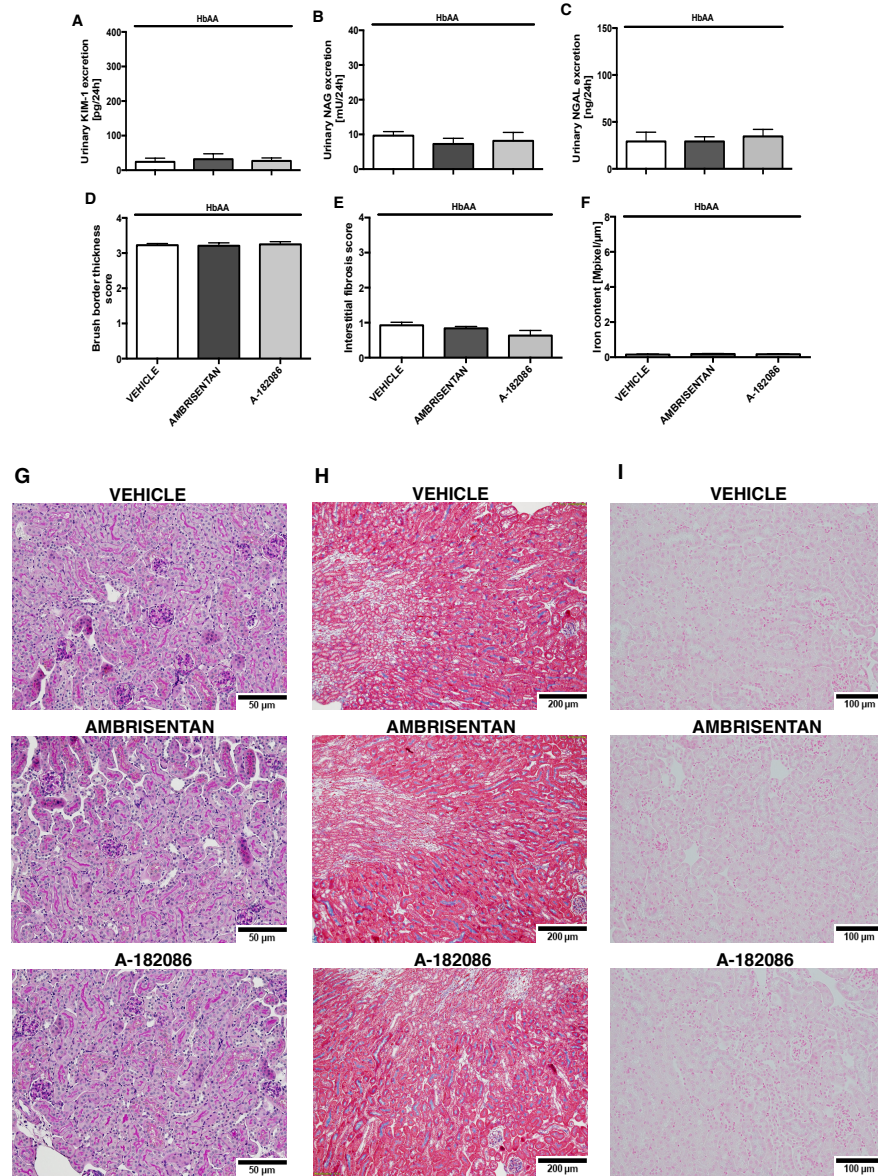 A
HbAA
Urinary KIM-1 excretion
[pg/24h]
400
300
200
100
0
B
HbAA
Urinary NAG excretion
[mU/24h]
40
30
20
10
0
C
HbAA
Urinary NGAL excretion
[ng/24h]
150
100
50
0
D
HbAA
Brush border thickness
score
4
3
2
1
0
VEHICLE
AMBRISENTAN
A-182086
E
HbAA
Interstitial fibrosis score
4
3
2
1
0
VEHICLE
AMBRISENTAN
A-182086
F
HbAA
Iron content [Mpixel/µm]
8
6
4
2
0
VEHICLE
AMBRISENTAN
A-182086
G
VEHICLE
50 µm
AMBRISENTAN
50 µm
A-182086
50 µm
H
VEHICLE
200 µm
AMBRISENTAN
200 µm
A-182086
200 µm
I
VEHICLE
100 µm
AMBRISENTAN
100 µm
A-182086
100 µm